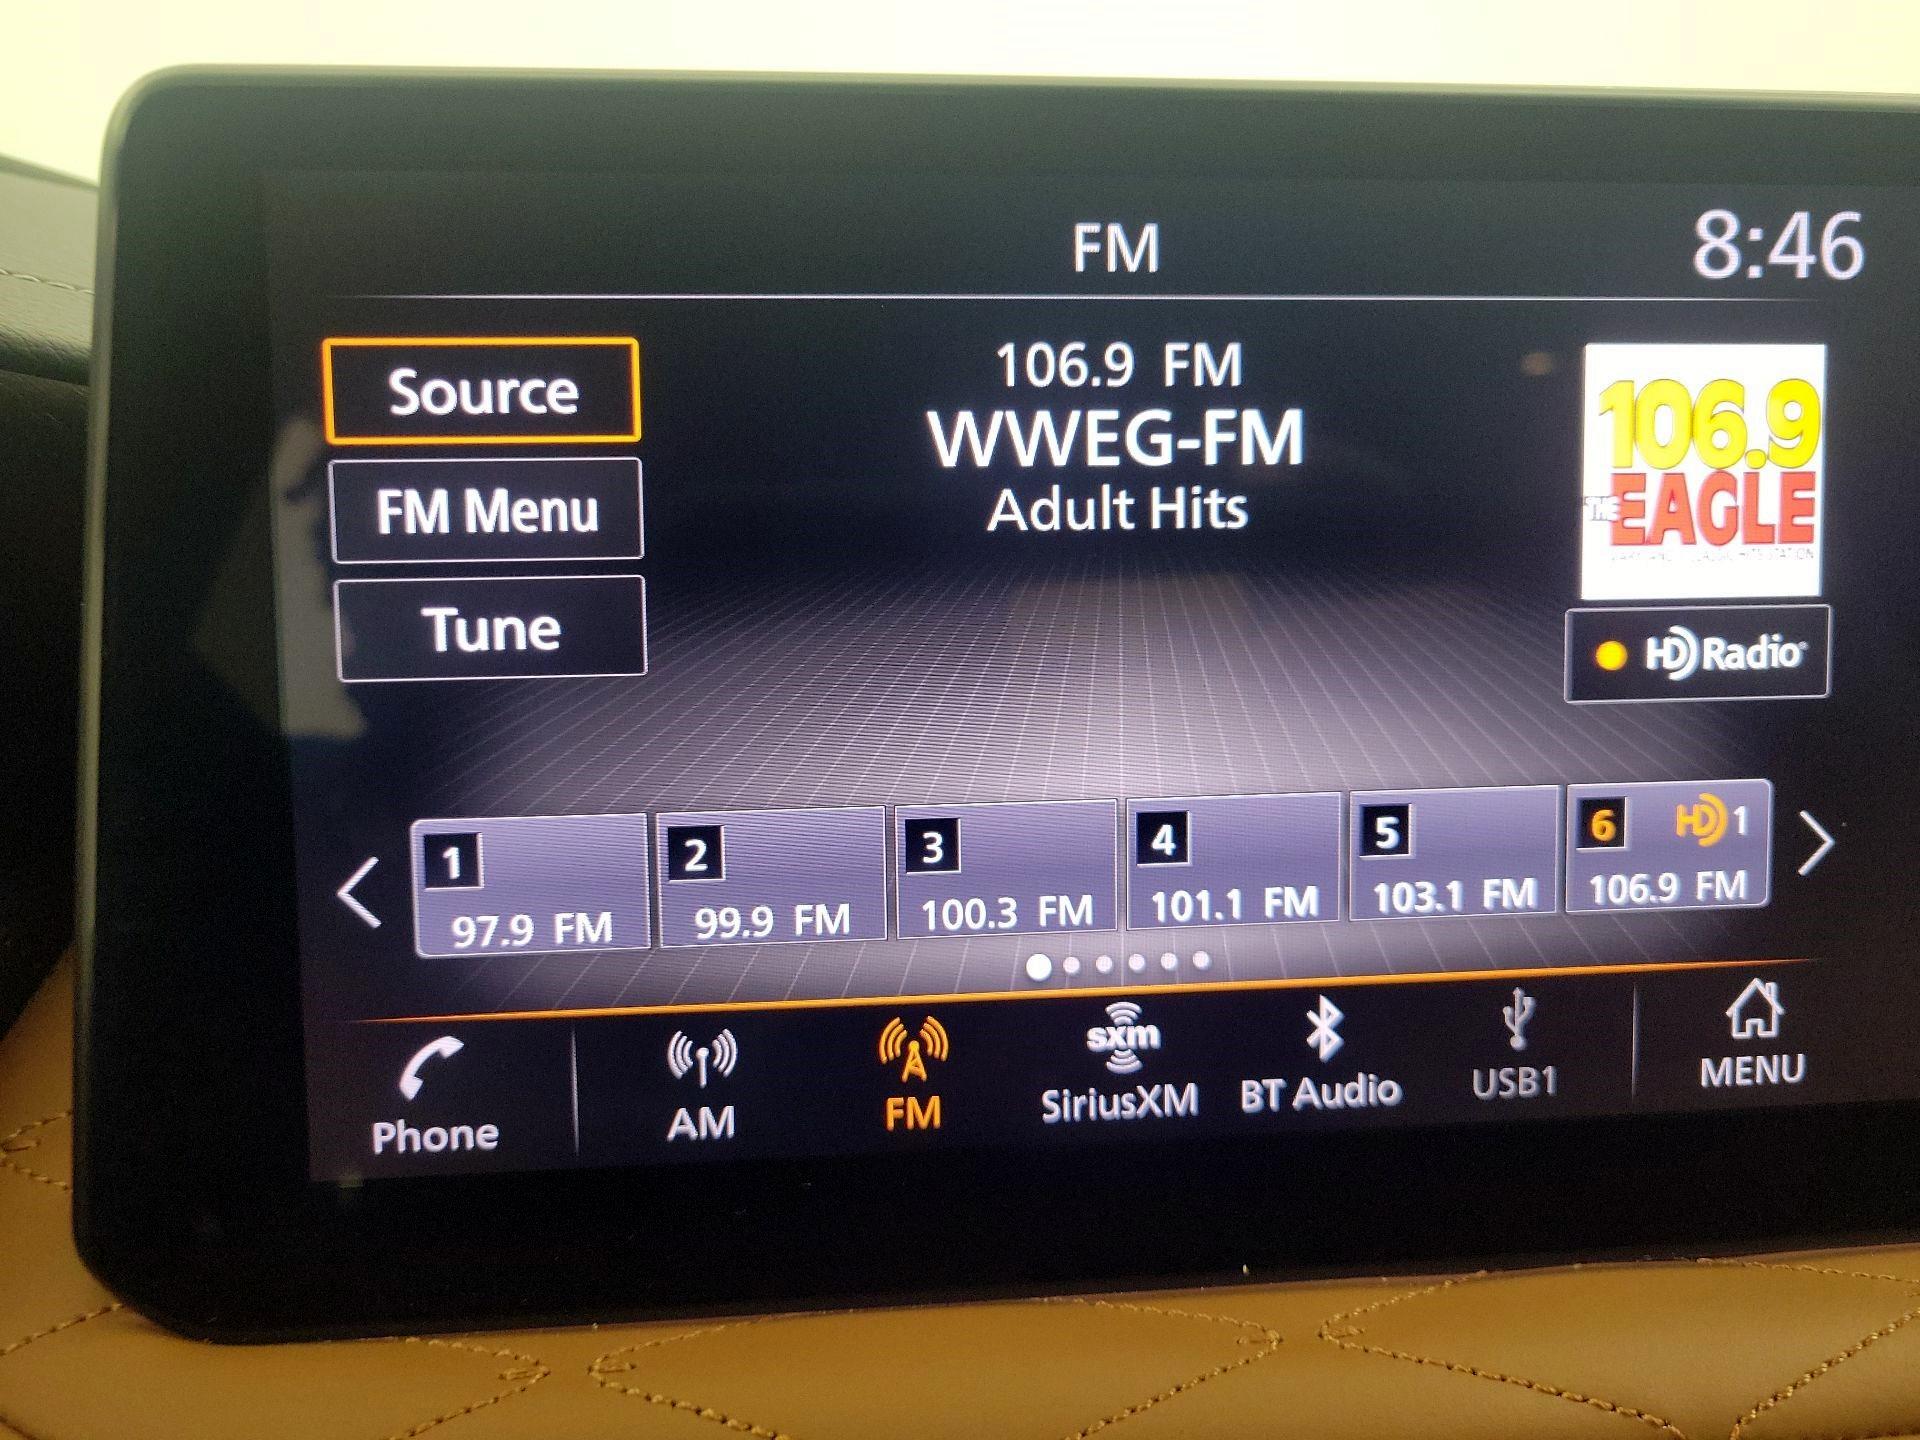 FM
8:46
Source
FM Menu
Tune
106.9 FM
WWEG-FM
Adult Hits
106.9
THE EAGLE
HD Radio
1
97.9 FM
2
99.9 FM
3
100.3 FM
4
101.1 FM
5
103.1 FM
6 HD 1
106.9 FM
Phone
AM
FM
sxm
SiriusXM
BT Audio
USB1
MENU